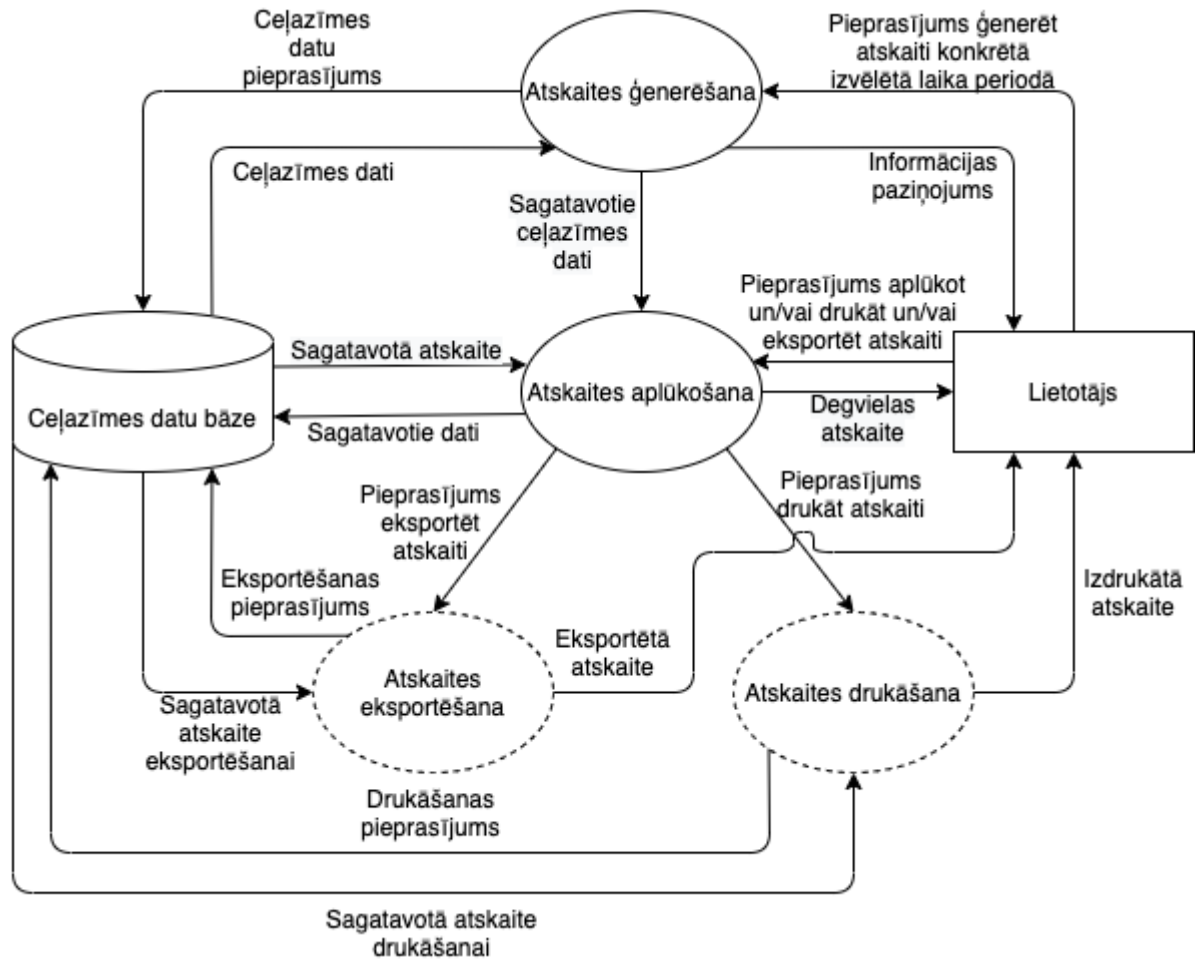 Ceļazīmes
datu
pieprasījums
Pieprasījums ģenerēt
atskaiti konkrētā
izvēlētā laika periodā
Atskaites ģenerēšana
Ceļazīmes dati
Informācijas
paziņojums
Sagatavotie
ceļazīmes
dati
Pieprasījums aplūkot
un/vai drukāt un/vai
eksportēt atskaiti
Sagatavotā atskaite
Atskaites aplūkošana
Lietotājs
Ceļazīmes datu bāze
Degvielas
atskaite
Sagatavotie dati
Pieprasījums
eksportēt
atskaiti
Pieprasījums
drukāt atskaiti
Eksportēšanas
pieprasījums
Izdrukātā
atskaite
Eksportētā
atskaite
Atskaites
eksportēšana
Atskaites drukāšana
Sagatavotā
atskaite
eksportēšanai
Drukāšanas
pieprasījums
Sagatavotā atskaite
drukāšanai